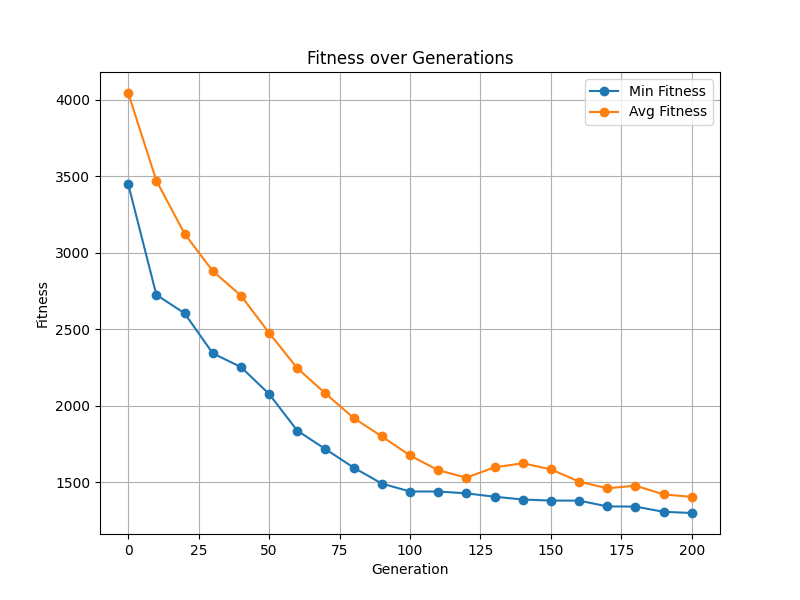 Fitness over Generations
Min Fitness
Avg Fitness
4000
3500
3000
2500
2000
1500
Fitness
0 25 50 75 100 125 150 175 200
Generation